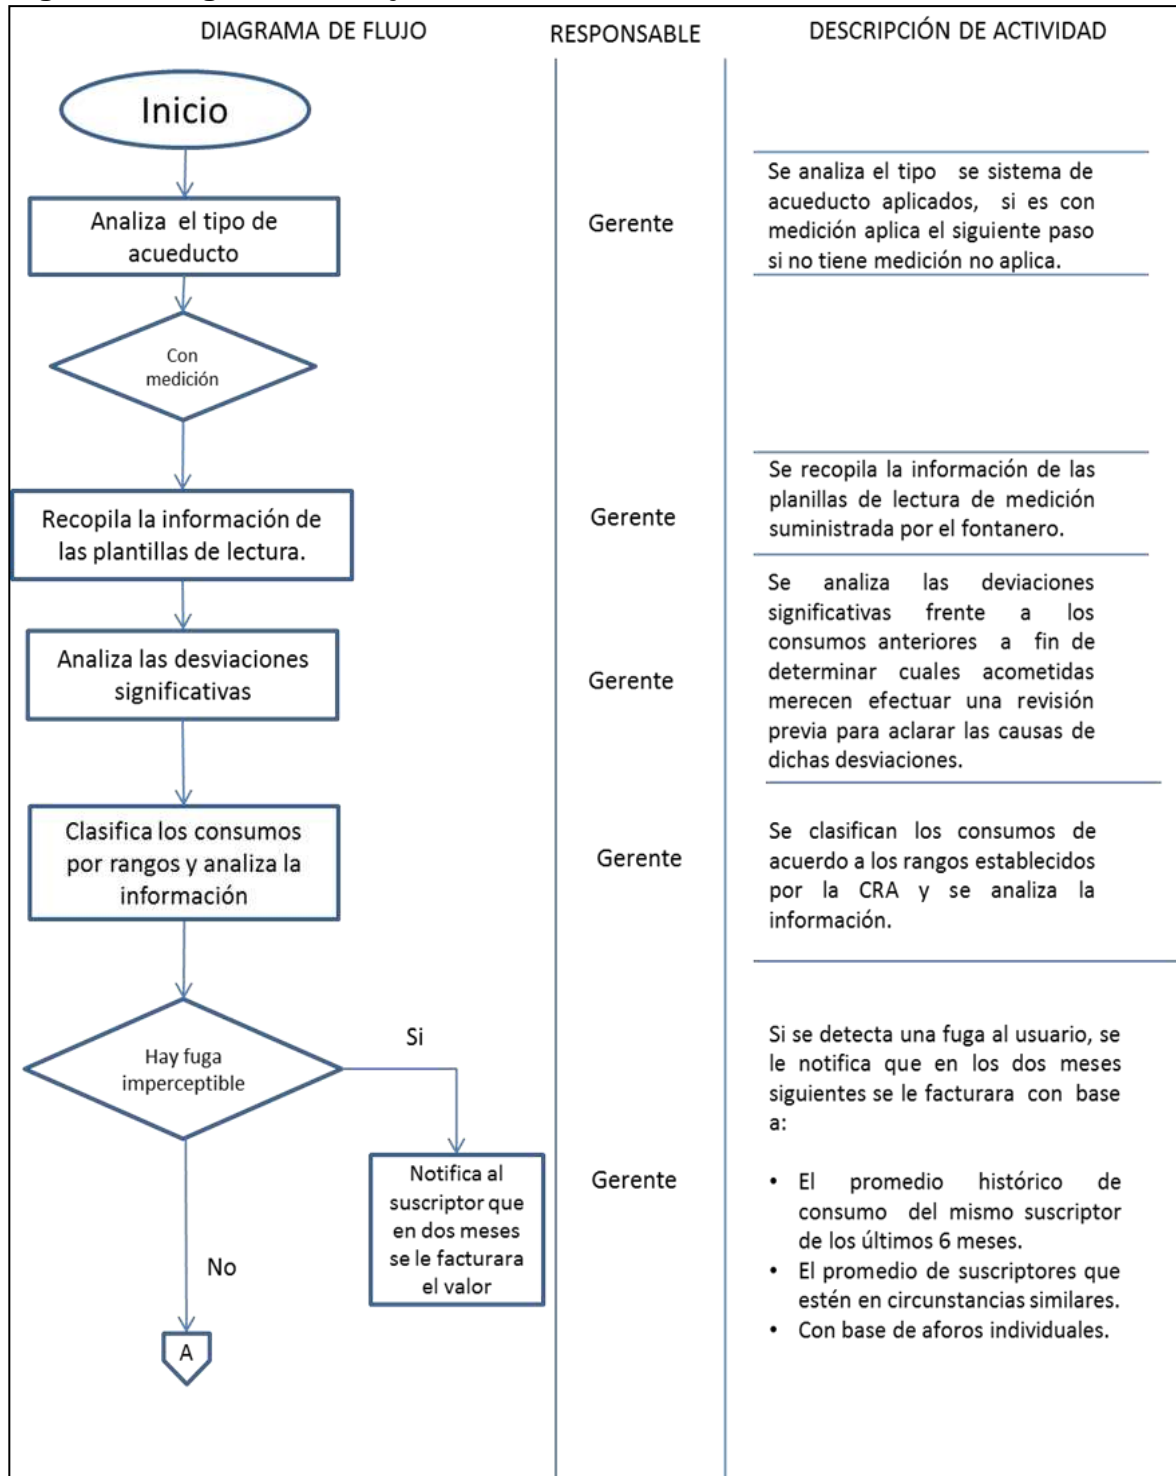 DIAGRAMA DE FLUJO
RESPONSABLE
DESCRIPCIÓN DE ACTIVIDAD
Inicio
Analiza el tipo de
acueducto
Gerente
Se analiza el tipo se sistema de
acueducto aplicados, si es con
medición aplica el siguiente paso
si no tiene medición no aplica.
Con
medición
Recopila la información de
las plantillas de lectura.
Gerente
Se recopila la información de las
planillas de lectura de medición
suministrada por el fontanero.
Analiza las desviaciones
significativas
Gerente
Se analiza las deviaciones
significativas frente a los
consumos anteriores a fin de
determinar cuales acometidas
merecen efectuar una revisión
previa para aclarar las causas de
dichas desviaciones.
Clasifica los consumos
por rangos y analiza la
información
Gerente
Se clasifican los consumos de
acuerdo a los rangos establecidos
por la CRA y se analiza la
información.
Hay fuga
imperceptible
Si
No
Notifica al
suscriptor que
en dos meses
se le facturara
el valor
A
Gerente
Si se detecta una fuga al usuario, se
le notifica que en los dos meses
siguientes se le facturara con base
a:
• El promedio histórico de
consumo del mismo suscriptor
de los últimos 6 meses.
• El promedio de suscriptores que
estén en circunstancias similares.
• Con base de aforos individuales.